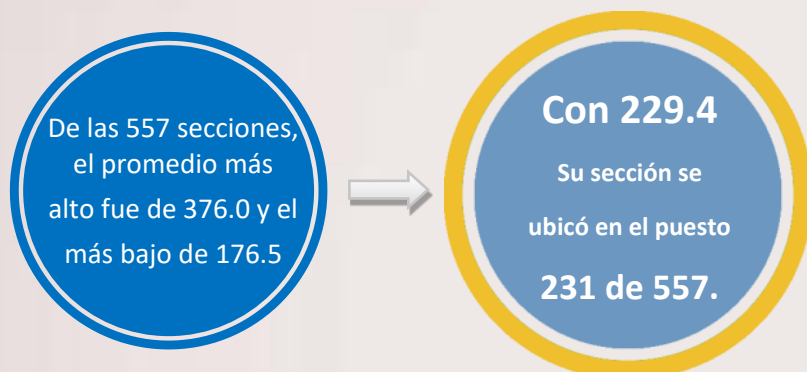 De las 557 secciones,
el promedio más
alto fue de 376.0 y el
más bajo de 176.5
Con 229.4
Su sección se
ubicó en el puesto
231 de 557.